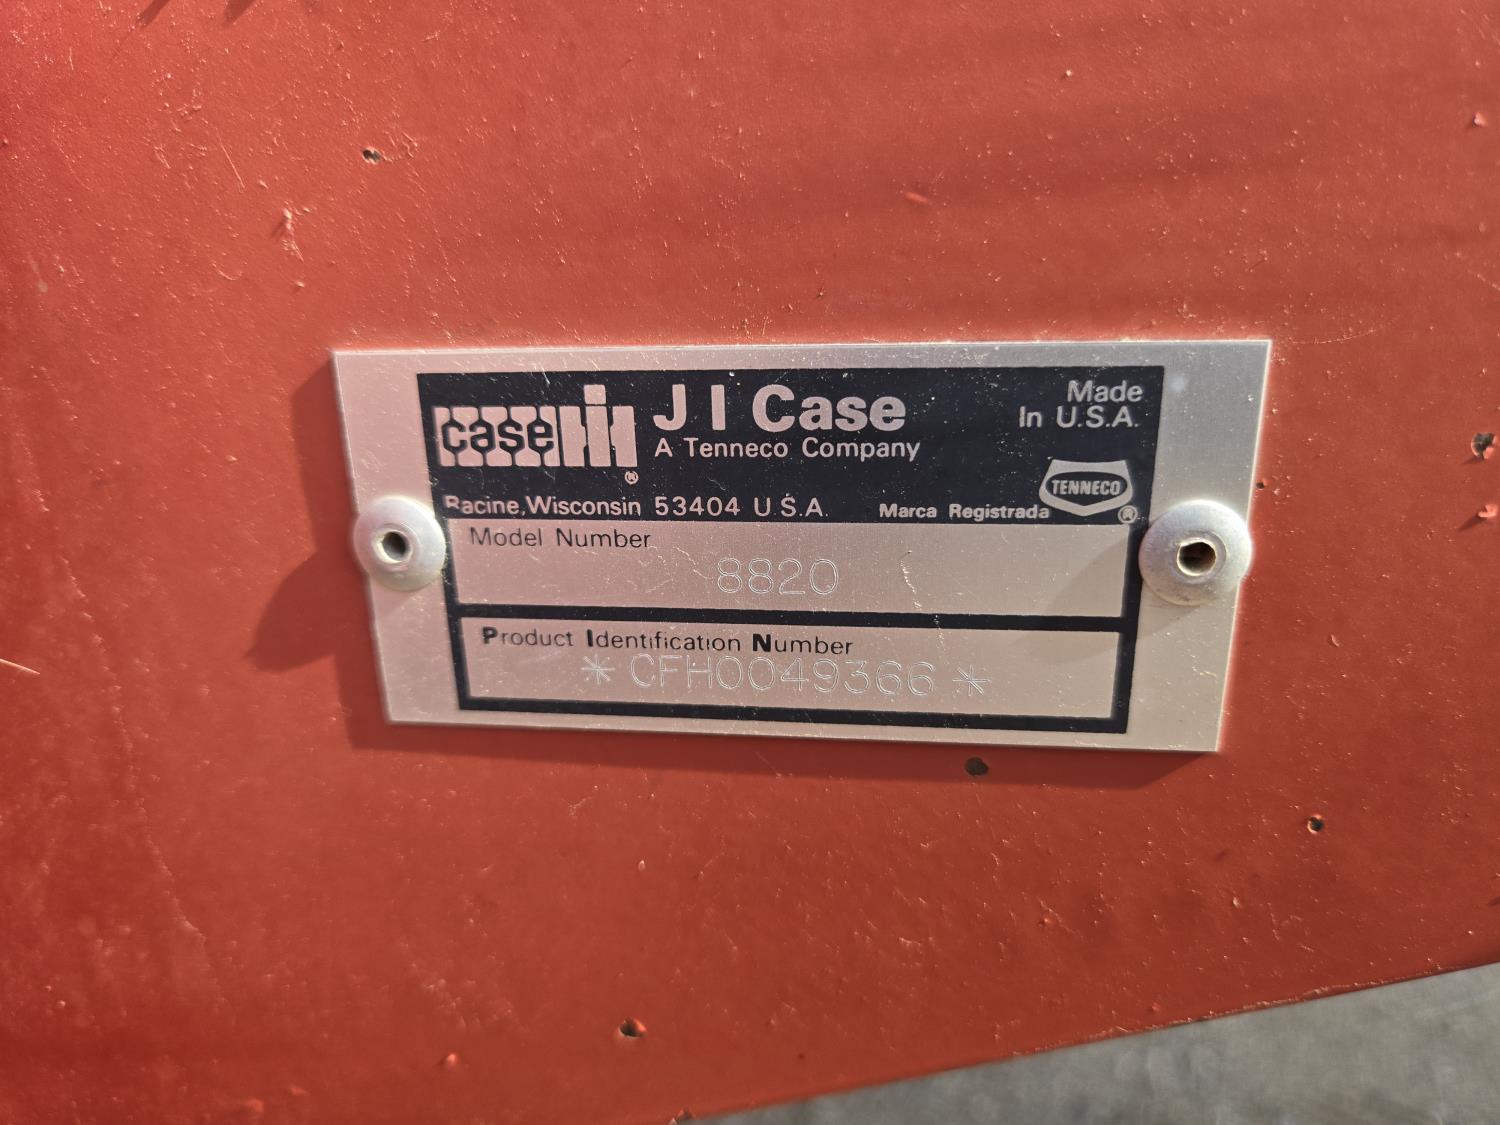 case IH ®
J I Case
A Tenneco Company
Made
In U.S.A.
Racine, Wisconsin 53404 U.S.A.
Marca Registrada
TENNECO ®
Model Number
8820
Product Identification Number
* CFH0049366 *